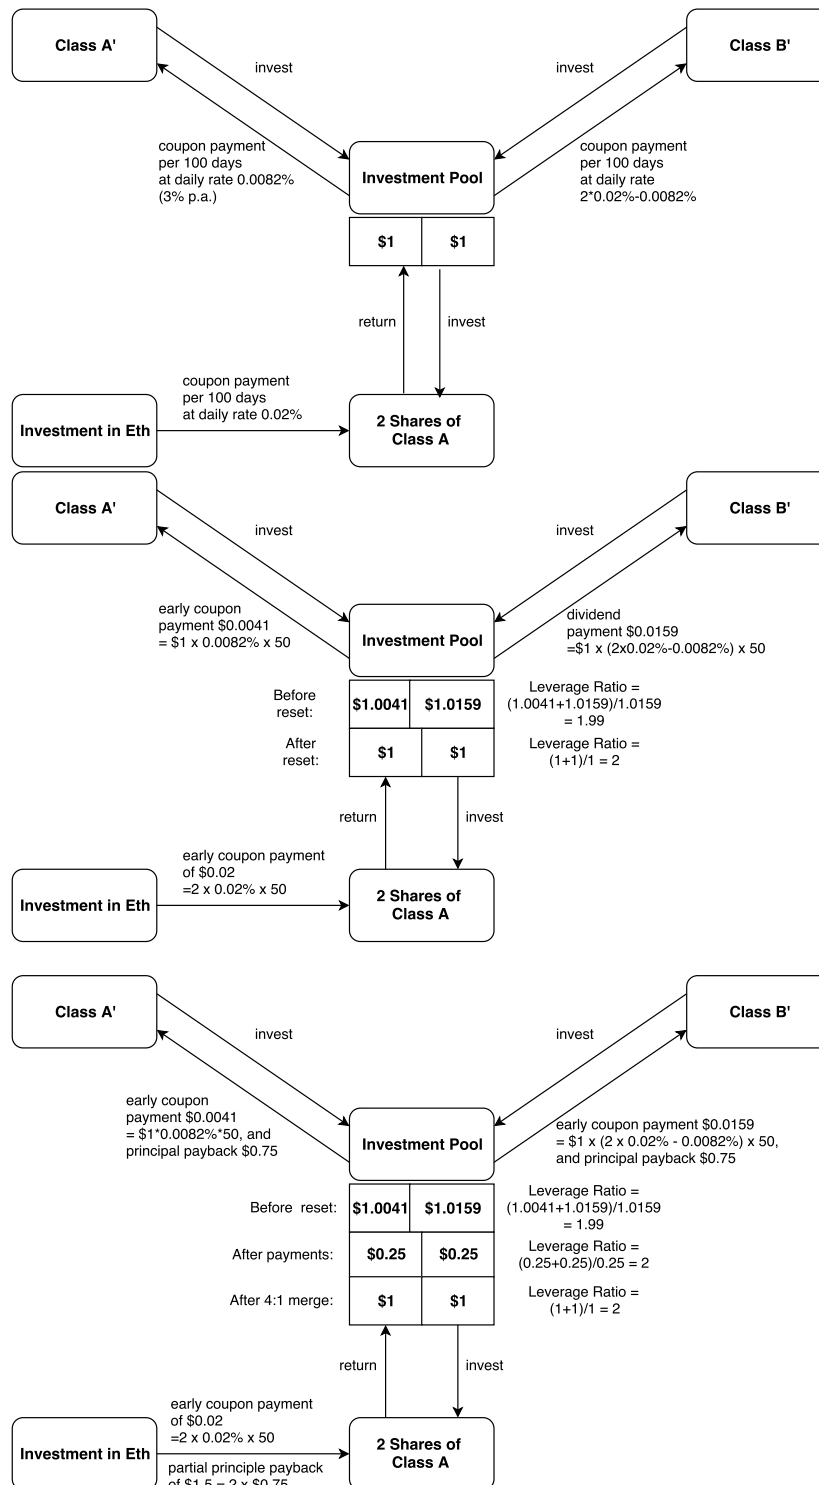 Class A'
Class B'
invest
invest
coupon payment
per 100 days
at daily rate 0.0082%
(3% p.a.)
coupon payment
per 100 days
at daily rate
2*0.02%-0.0082%
Investment Pool
$1
$1
return
invest
coupon payment
per 100 days
at daily rate 0.02%
Investment in Eth
2 Shares of
Class A
Class A'
Class B'
invest
invest
early coupon
payment $0.0041
= $1 x 0.0082% x 50
dividend
payment $0.0159
=$1 x (2x0.02%-0.0082%) x 50
Investment Pool
Before
reset:
$1.0041
$1.0159
Leverage Ratio =
(1.0041+1.0159)/1.0159
= 1.99
After
reset:
$1
$1
Leverage Ratio =
(1+1)/1 = 2
return
invest
early coupon payment
of $0.02
=2 x 0.02% x 50
Investment in Eth
2 Shares of
Class A
Class A'
Class B'
invest
invest
early coupon
payment $0.0041
= $1*0.0082%*50, and
principal payback $0.75
early coupon payment $0.0159
= $1 x (2 x 0.02% - 0.0082%) x 50,
and principal payback $0.75
Investment Pool
Before reset:
$1.0041
$1.0159
Leverage Ratio =
(1.0041+1.0159)/1.0159
= 1.99
After payments:
$0.25
$0.25
Leverage Ratio =
(0.25+0.25)/0.25 = 2
After 4:1 merge:
$1
$1
Leverage Ratio =
(1+1)/1 = 2
return
invest
early coupon payment
of $0.02
=2 x 0.02% x 50
Investment in Eth
2 Shares of
Class A
partial principle payback
of $1.5 = 2 x $0.75